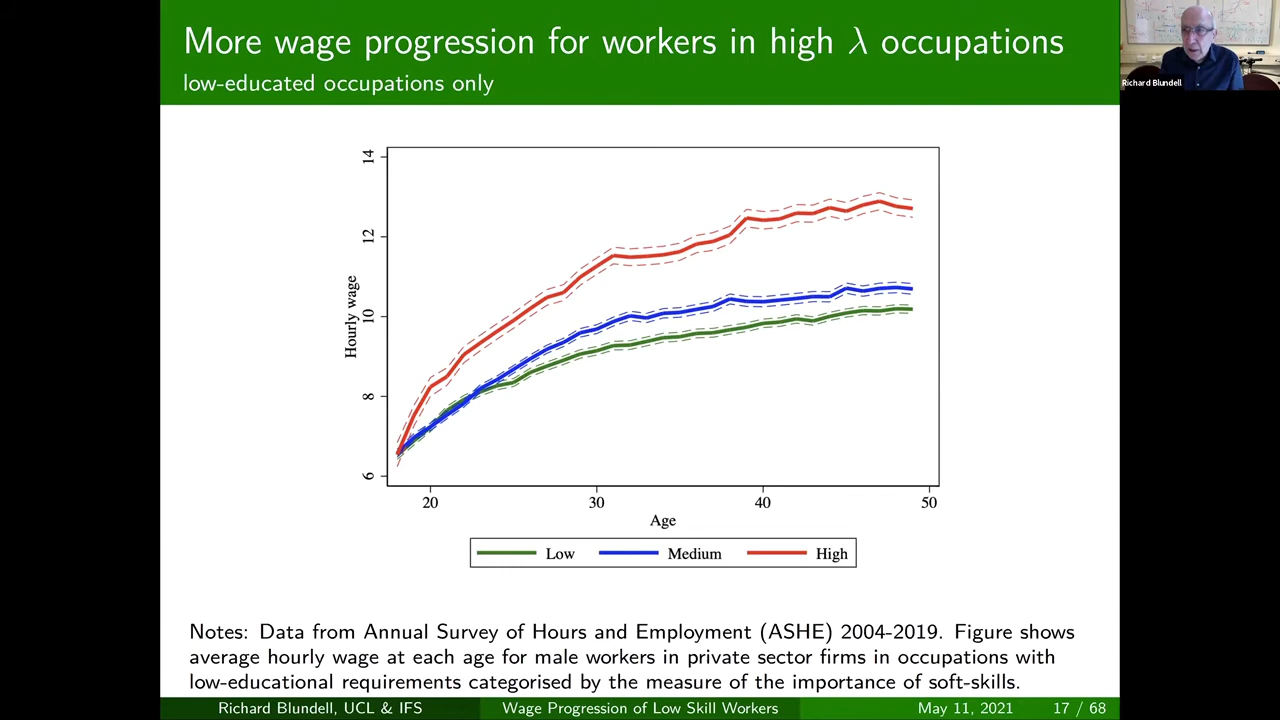 More wage progression for workers in high λ occupations
low-educated occupations only
Richard Blundell
14
12
10
8
6
Hourly wage
20 30 40 50
Age
Low Medium High
Notes: Data from Annual Survey of Hours and Employment (ASHE) 2004-2019. Figure shows
average hourly wage at each age for male workers in private sector firms in occupations with
low-educational requirements categorised by the measure of the importance of soft-skills.
Richard Blundell, UCL & IFS Wage Progression of Low Skill Workers May 11, 2021 17 / 68